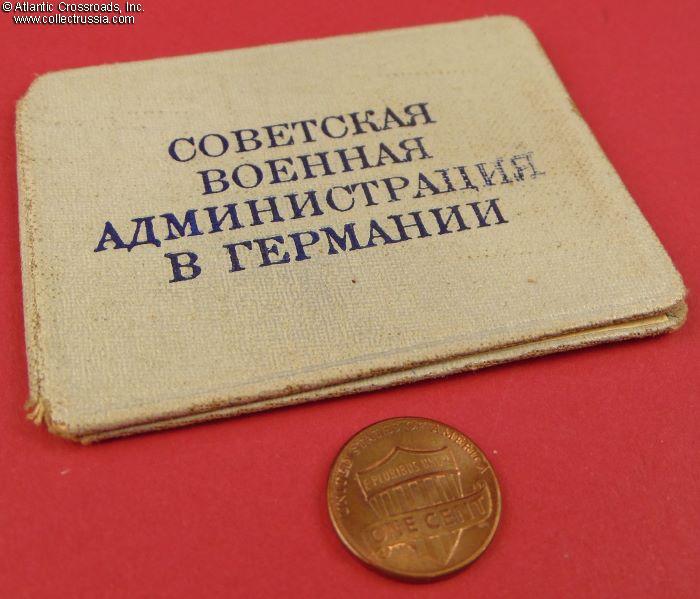 © Atlantic Crossroads, Inc.
www.collectrussia.com
СОВЕТСКАЯ
ВОЕННАЯ
АДМИНИСТРАЦИЯ
В ГЕРМАНИИ
UNITED STATES OF AMERICA
E PLURIBUS UNUM
ONE CENT